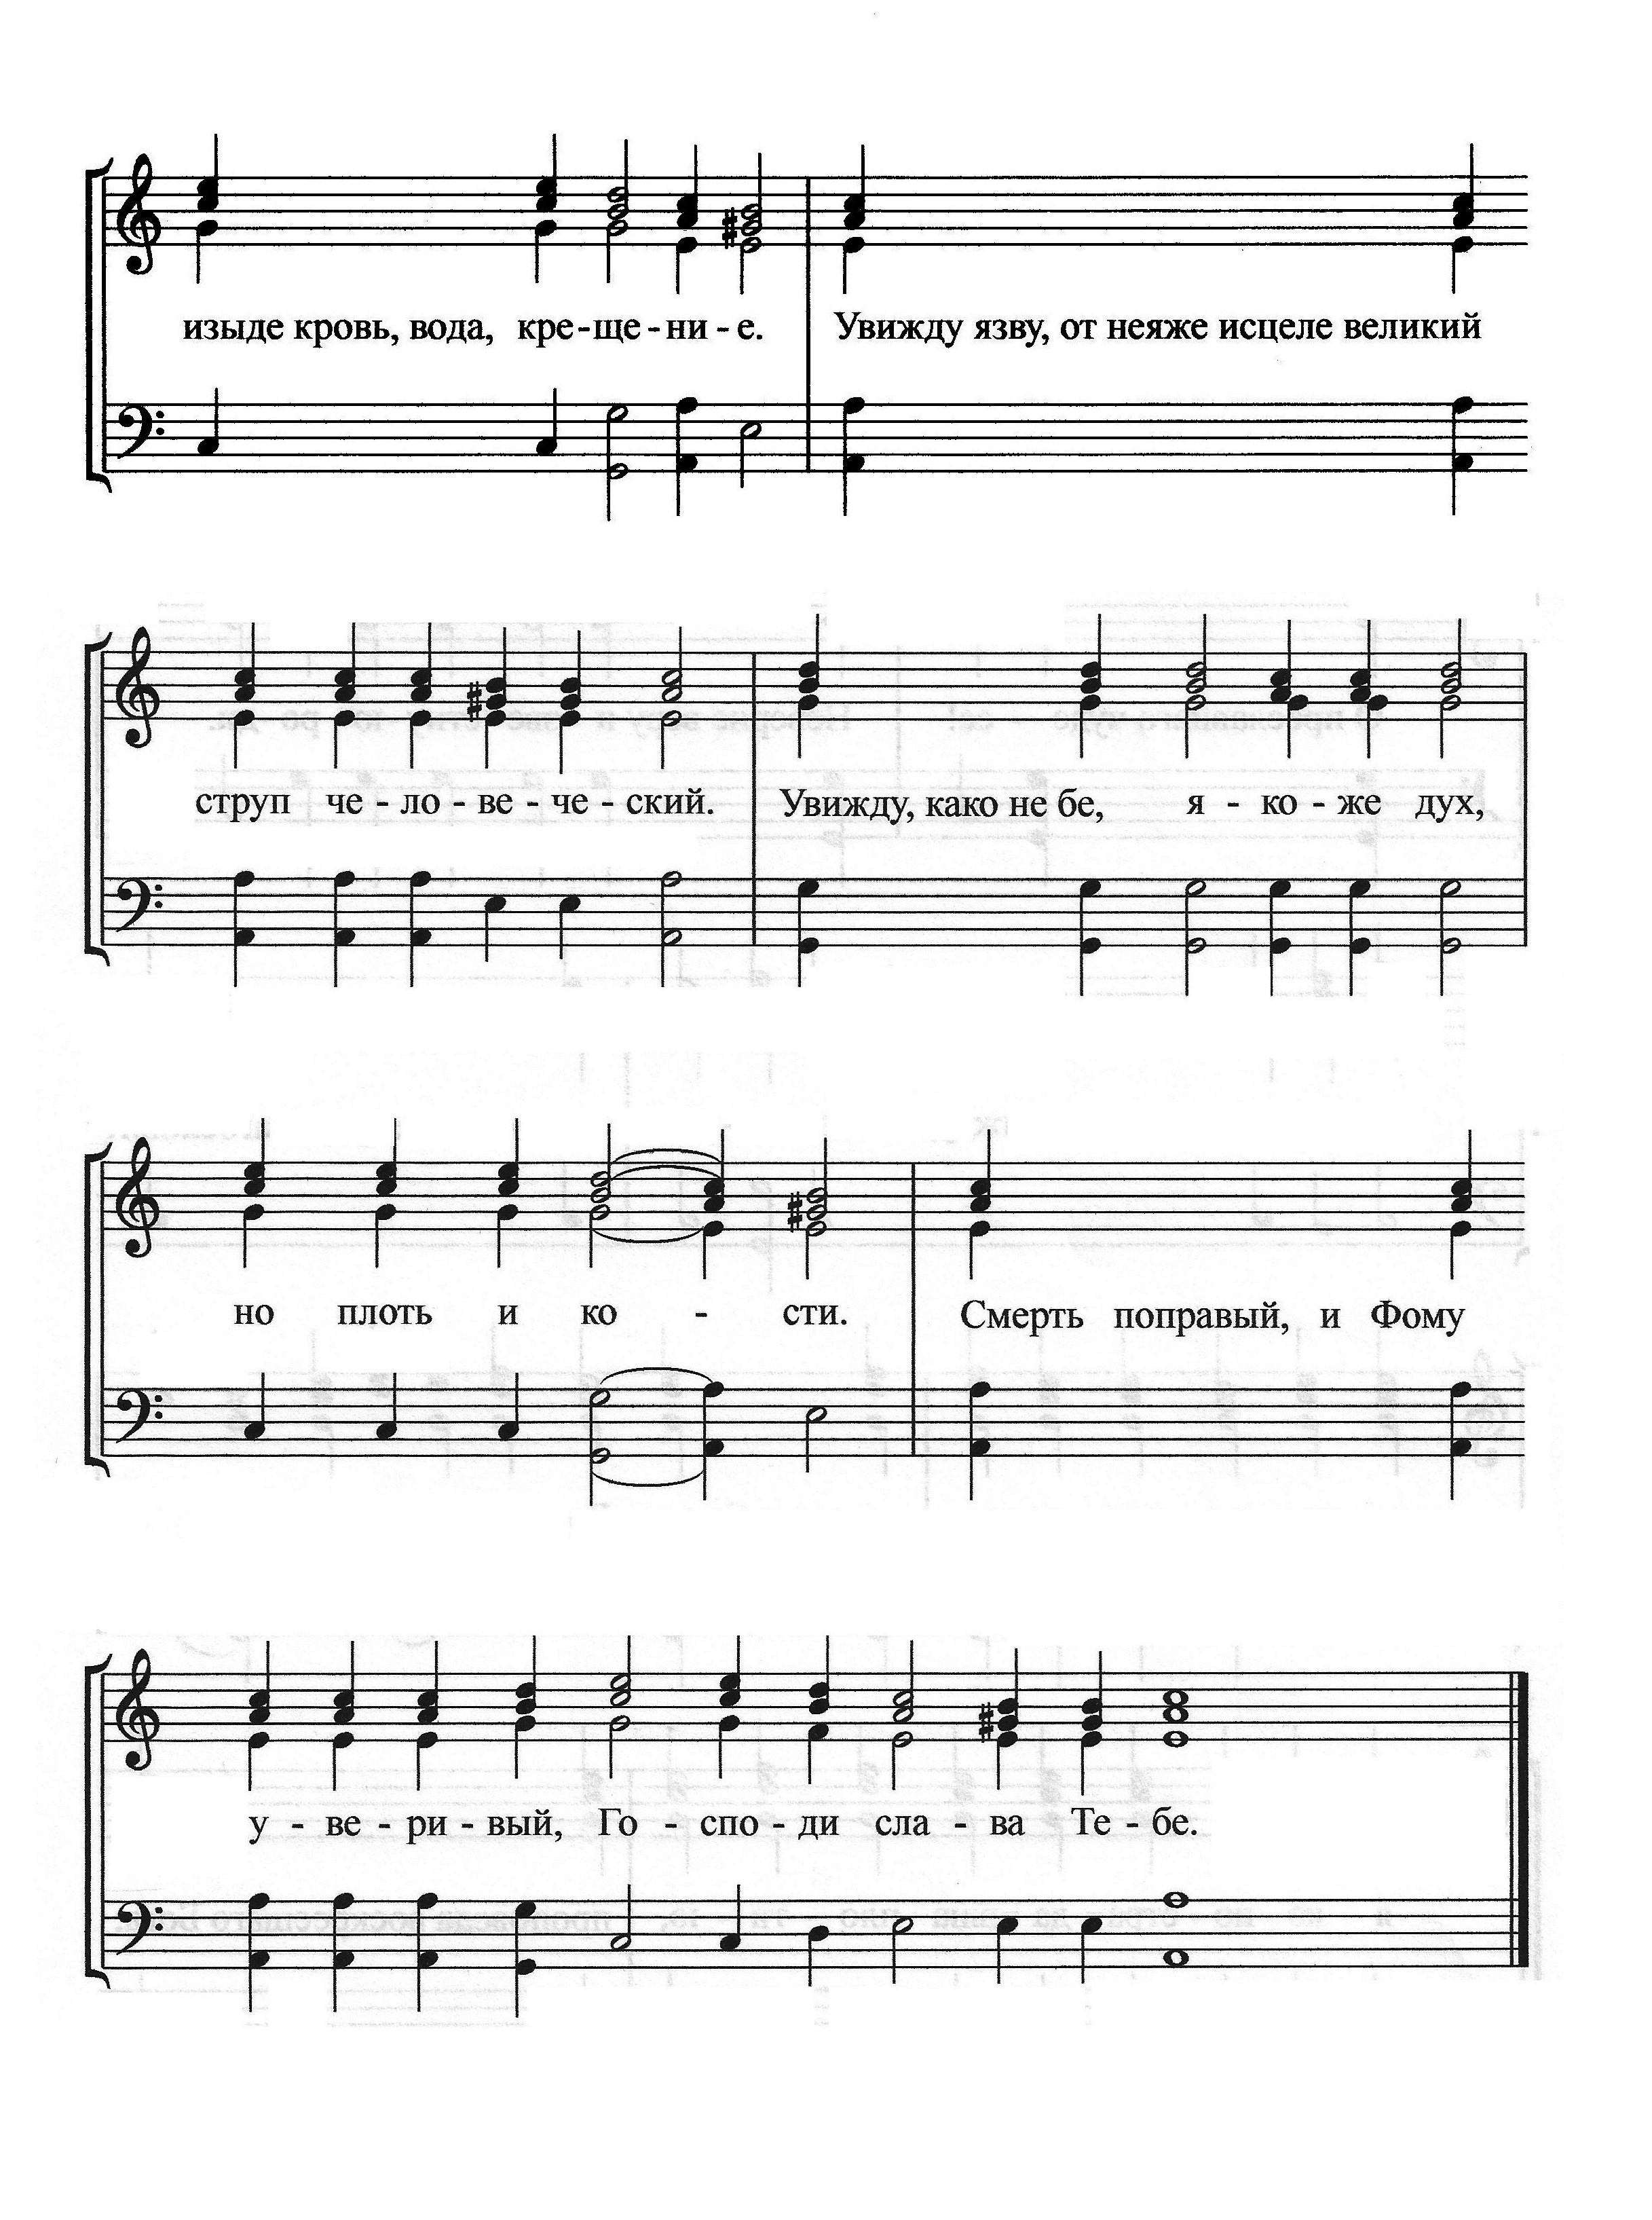 изыде кровь, вода, кре-ще-ни-е. Увижду язву, от неяже исцеле великий
струп че-ло-ве-че-ский. Увижду, како не бе, я-ко-же дух,
но плоть и ко-сти. Смерть поправый, и Фому
у-ве-ри-вый, Го-спо-ди сла-ва Те-бе.